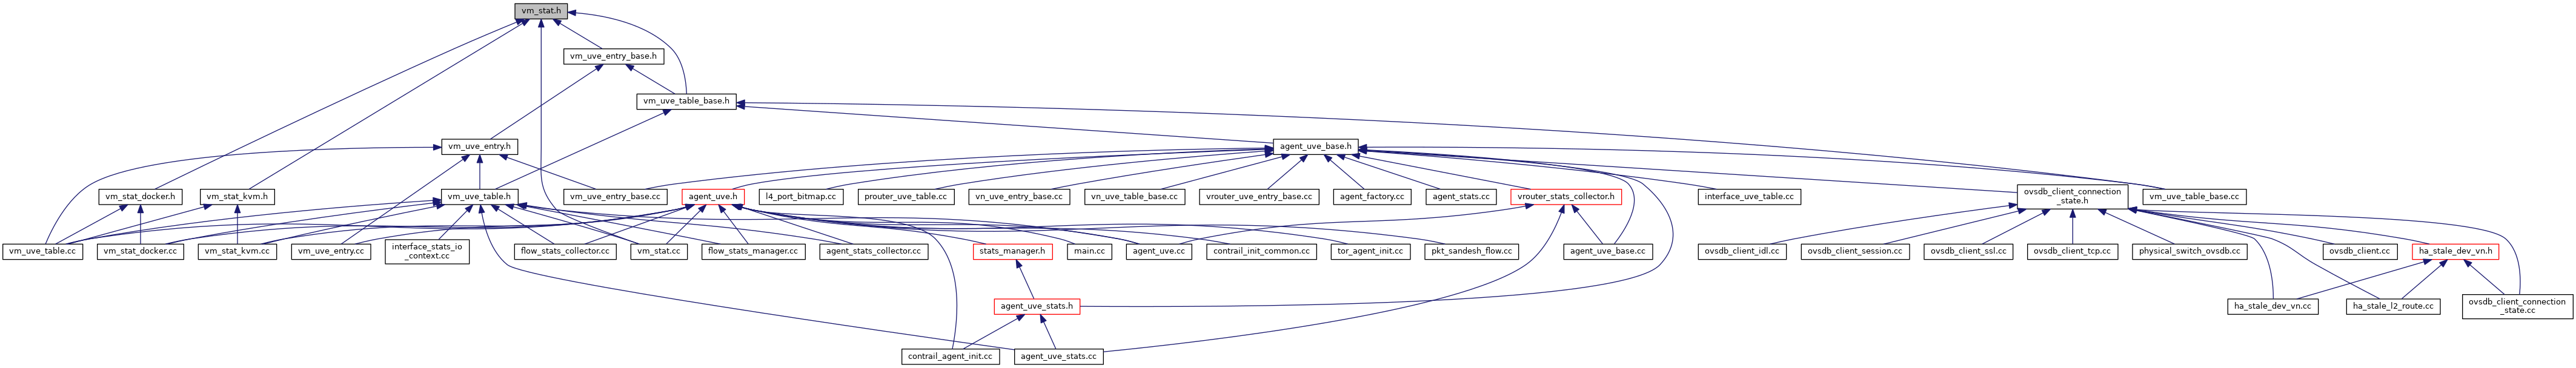 vm_stat.h
vm_uve_entry_base.h
vm_uve_table_base.h
vm_uve_entry.h
agent_uve_base.h
vm_stat_docker.h
vm_stat_kvm.h
vm_uve_table.h
vm_uve_entry_base.cc
agent_uve.h
l4_port_bitmap.cc
prouter_uve_table.cc
vn_uve_entry_base.cc
vn_uve_table_base.cc
vrouter_uve_entry_base.cc
agent_factory.cc
agent_stats.cc
vrouter_stats_collector.h
interface_uve_table.cc
ovsdb_client_connection
_state.h
vm_uve_table_base.cc
vm_uve_table.cc
vm_stat_docker.cc
vm_stat_kvm.cc
vm_uve_entry.cc
interface_stats_io
_context.cc
flow_stats_collector.cc
vm_stat.cc
flow_stats_manager.cc
agent_stats_collector.cc
stats_manager.h
main.cc
agent_uve.cc
contrail_init_common.cc
tor_agent_init.cc
pkt_sandesh_flow.cc
agent_uve_base.cc
ovsdb_client_idl.cc
ovsdb_client_session.cc
ovsdb_client_ssl.cc
ovsdb_client_tcp.cc
physical_switch_ovsdb.cc
ovsdb_client.cc
ha_stale_dev_vn.h
agent_uve_stats.h
ha_stale_dev_vn.cc
ha_stale_l2_route.cc
ovsdb_client_connection
_state.cc
contrail_agent_init.cc
agent_uve_stats.cc